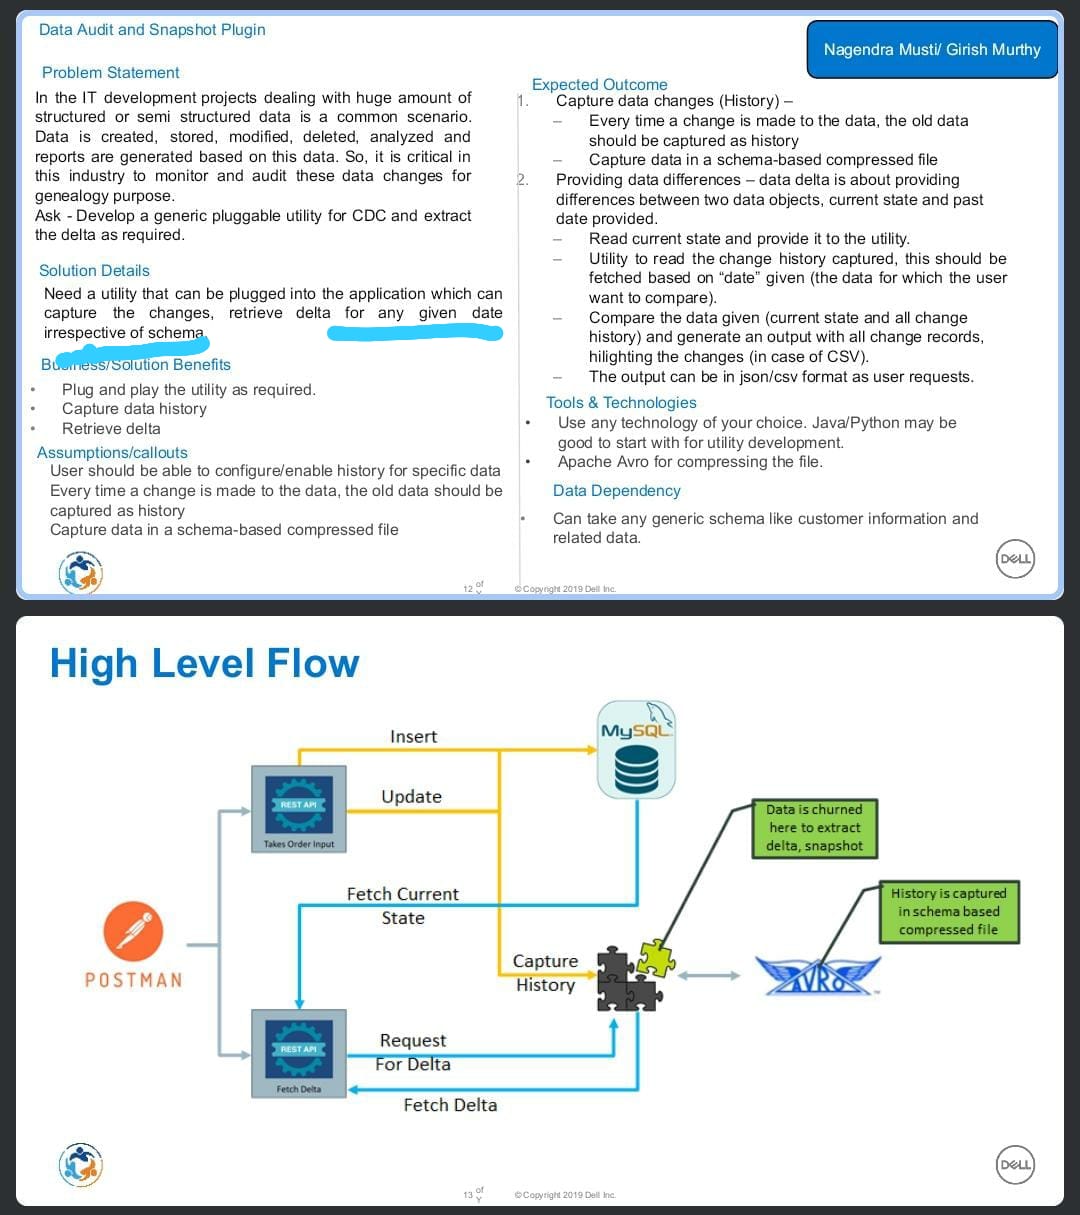 Data Audit and Snapshot Plugin
Nagendra Musti/ Girish Murthy
Problem Statement
In the IT development projects dealing with huge amount of
structured or semi structured data is a common scenario.
Data is created, stored, modified, deleted, analyzed and
reports are generated based on this data. So, it is critical in
this industry to monitor and audit these data changes for
genealogy purpose.
Ask - Develop a generic pluggable utility for CDC and extract
the delta as required.
Solution Details
Need a utility that can be plugged into the application which can
capture the changes, retrieve delta for any given date
irrespective of schema.
Business/Solution Benefits
• Plug and play the utility as required.
• Capture data history
• Retrieve delta
Assumptions/callouts
User should be able to configure/enable history for specific data
Every time a change is made to the data, the old data should be
captured as history
Capture data in a schema-based compressed file
Expected Outcome
1. Capture data changes (History) –
– Every time a change is made to the data, the old data
should be captured as history
– Capture data in a schema-based compressed file
2. Providing data differences – data delta is about providing
differences between two data objects, current state and past
date provided.
– Read current state and provide it to the utility.
– Utility to read the change history captured, this should be
fetched based on “date” given (the data for which the user
want to compare).
– Compare the data given (current state and all change
history) and generate an output with all change records,
hilighting the changes (in case of CSV).
– The output can be in json/csv format as user requests.
Tools & Technologies
• Use any technology of your choice. Java/Python may be
good to start with for utility development.
• Apache Avro for compressing the file.
Data Dependency
• Can take any generic schema like customer information and
related data.
DELL
12 of Y
© Copyright 2019 Dell Inc.
High Level Flow
Insert
MySQL
Update
REST API
Takes Order Input
Data is churned
here to extract
delta, snapshot
Fetch Current
State
History is captured
in schema based
compressed file
POSTMAN
Capture
History
AVRO
REST API
Fetch Delta
Request
For Delta
Fetch Delta
DELL
13 of Y
© Copyright 2019 Dell Inc.